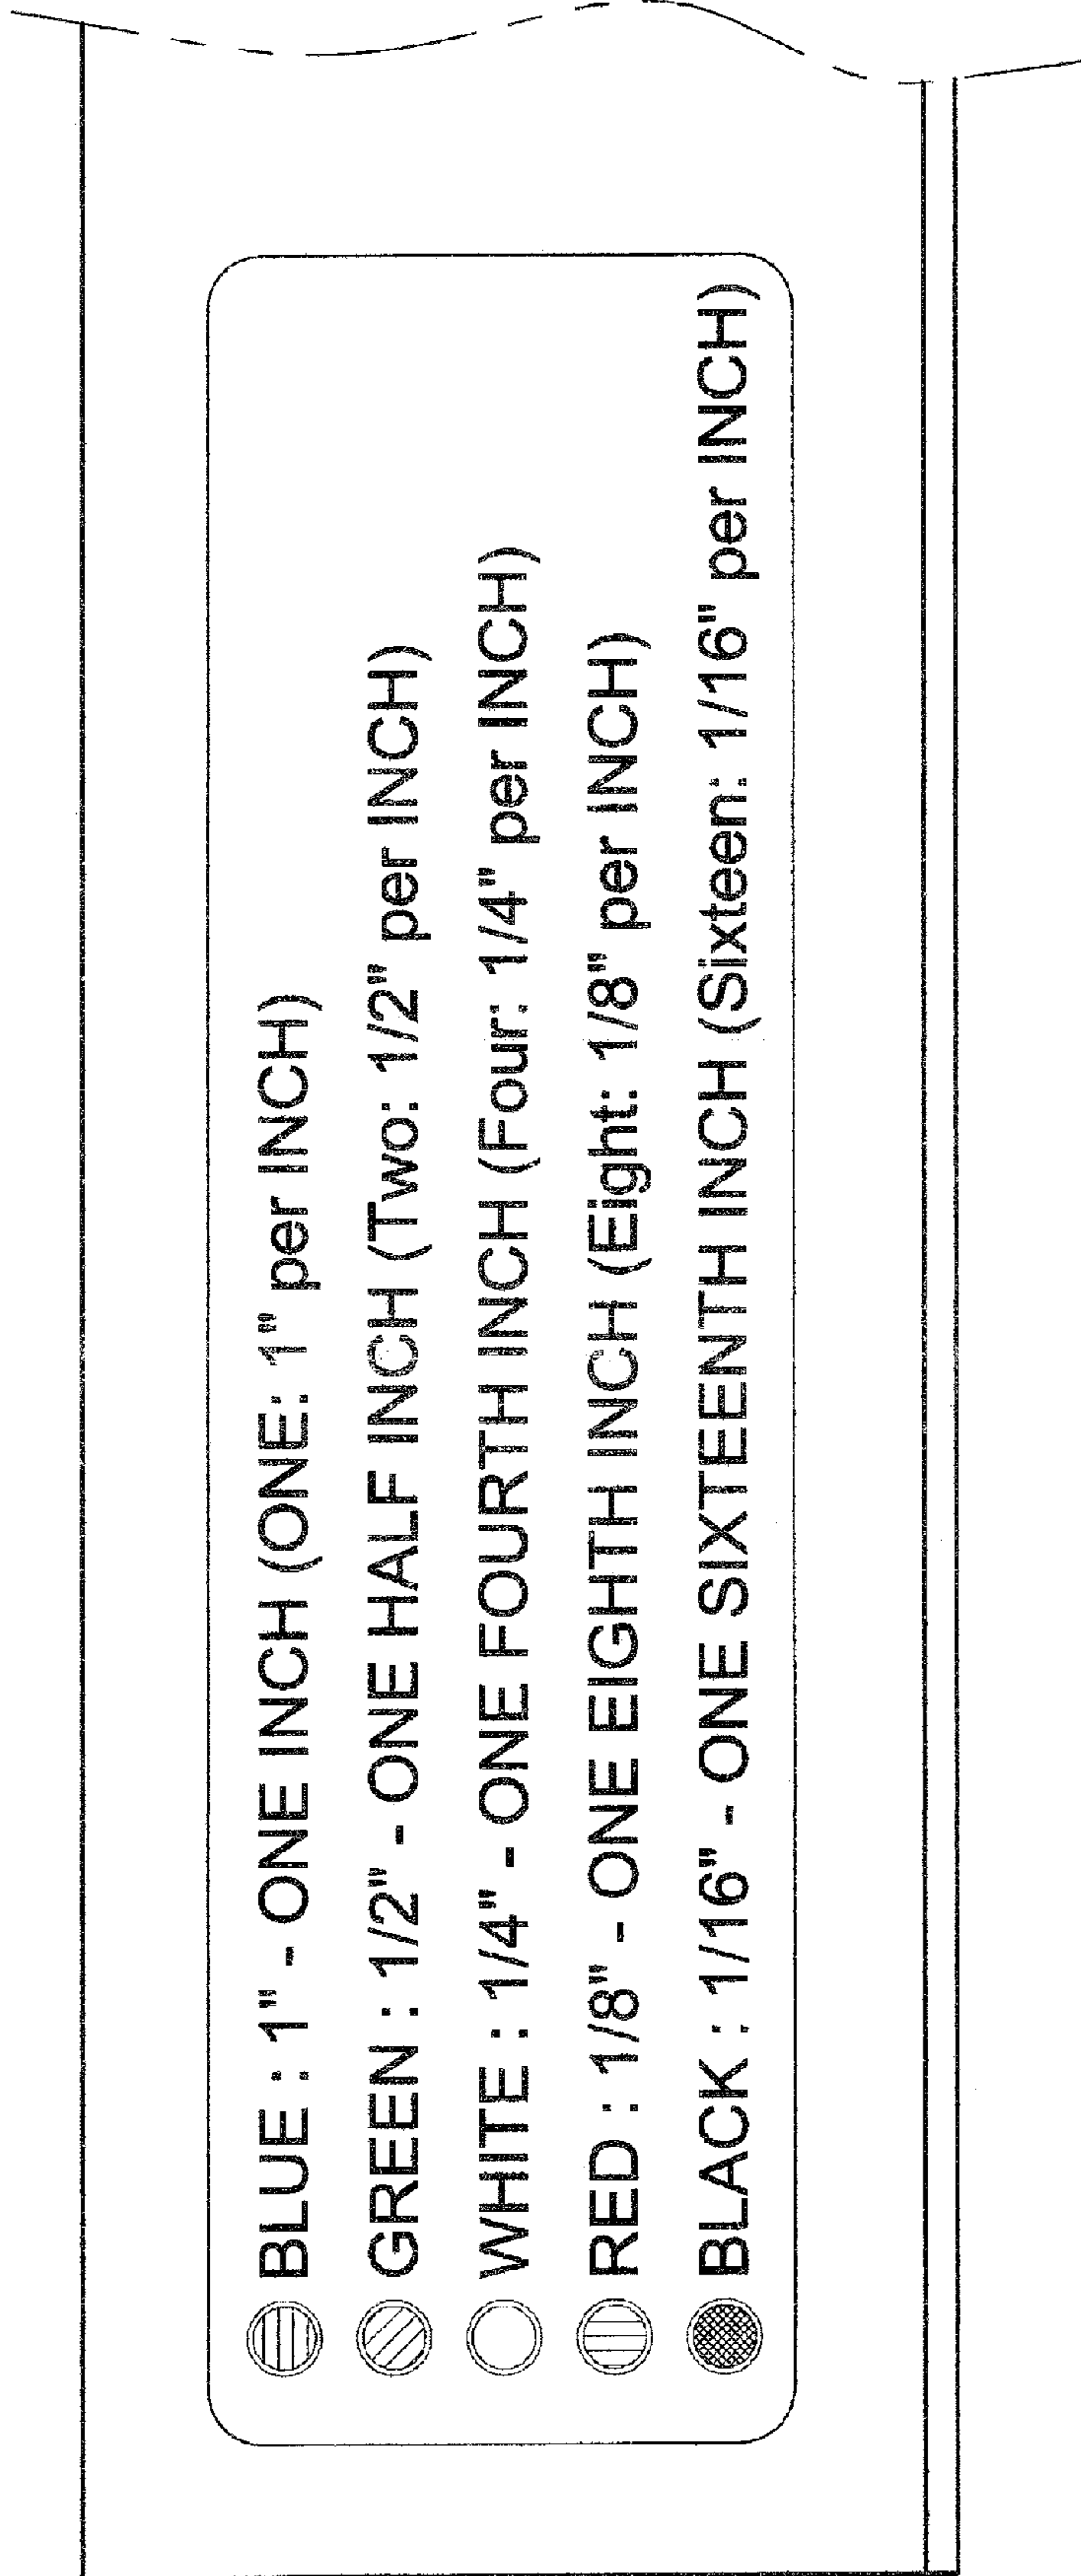 BLUE : 1" - ONE INCH (ONE: 1" per INCH)
GREEN : 1/2" - ONE HALF INCH (Two: 1/2" per INCH)
WHITE : 1/4" - ONE FOURTH INCH (Four: 1/4" per INCH)
RED : 1/8" - ONE EIGHTH INCH (Eight: 1/8" per INCH)
BLACK : 1/16" - ONE SIXTEENTH INCH (Sixteen: 1/16" per INCH)